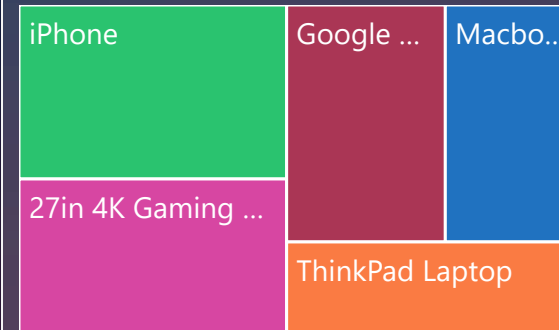 iPhone
Google ...
Macbo...
27in 4K Gaming ...
ThinkPad Laptop